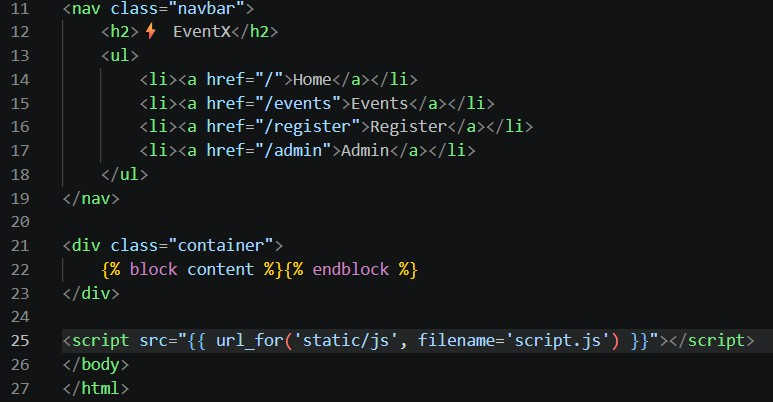 11 <nav class="navbar">
12     <h2>⚡ EventX</h2>
13     <ul>
14         <li><a href="/">Home</a></li>
15         <li><a href="/events">Events</a></li>
16         <li><a href="/register">Register</a></li>
17         <li><a href="/admin">Admin</a></li>
18     </ul>
19 </nav>
20
21 <div class="container">
22     {% block content %}{% endblock %}
23 </div>
24
25 <script src="{{ url_for('static/js', filename='script.js') }}"></script>
26 </body>
27 </html>